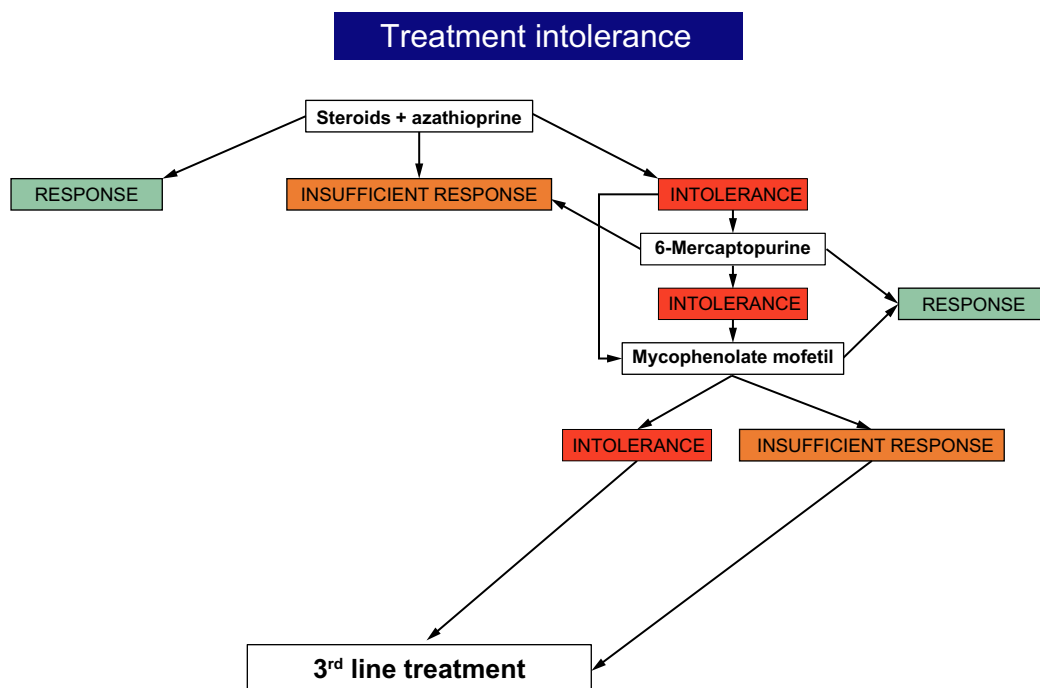 Treatment intolerance
Steroids + azathioprine
RESPONSE
INSUFFICIENT RESPONSE
INTOLERANCE
6-Mercaptopurine
INTOLERANCE
RESPONSE
Mycophenolate mofetil
INTOLERANCE
INSUFFICIENT RESPONSE
3rd line treatment